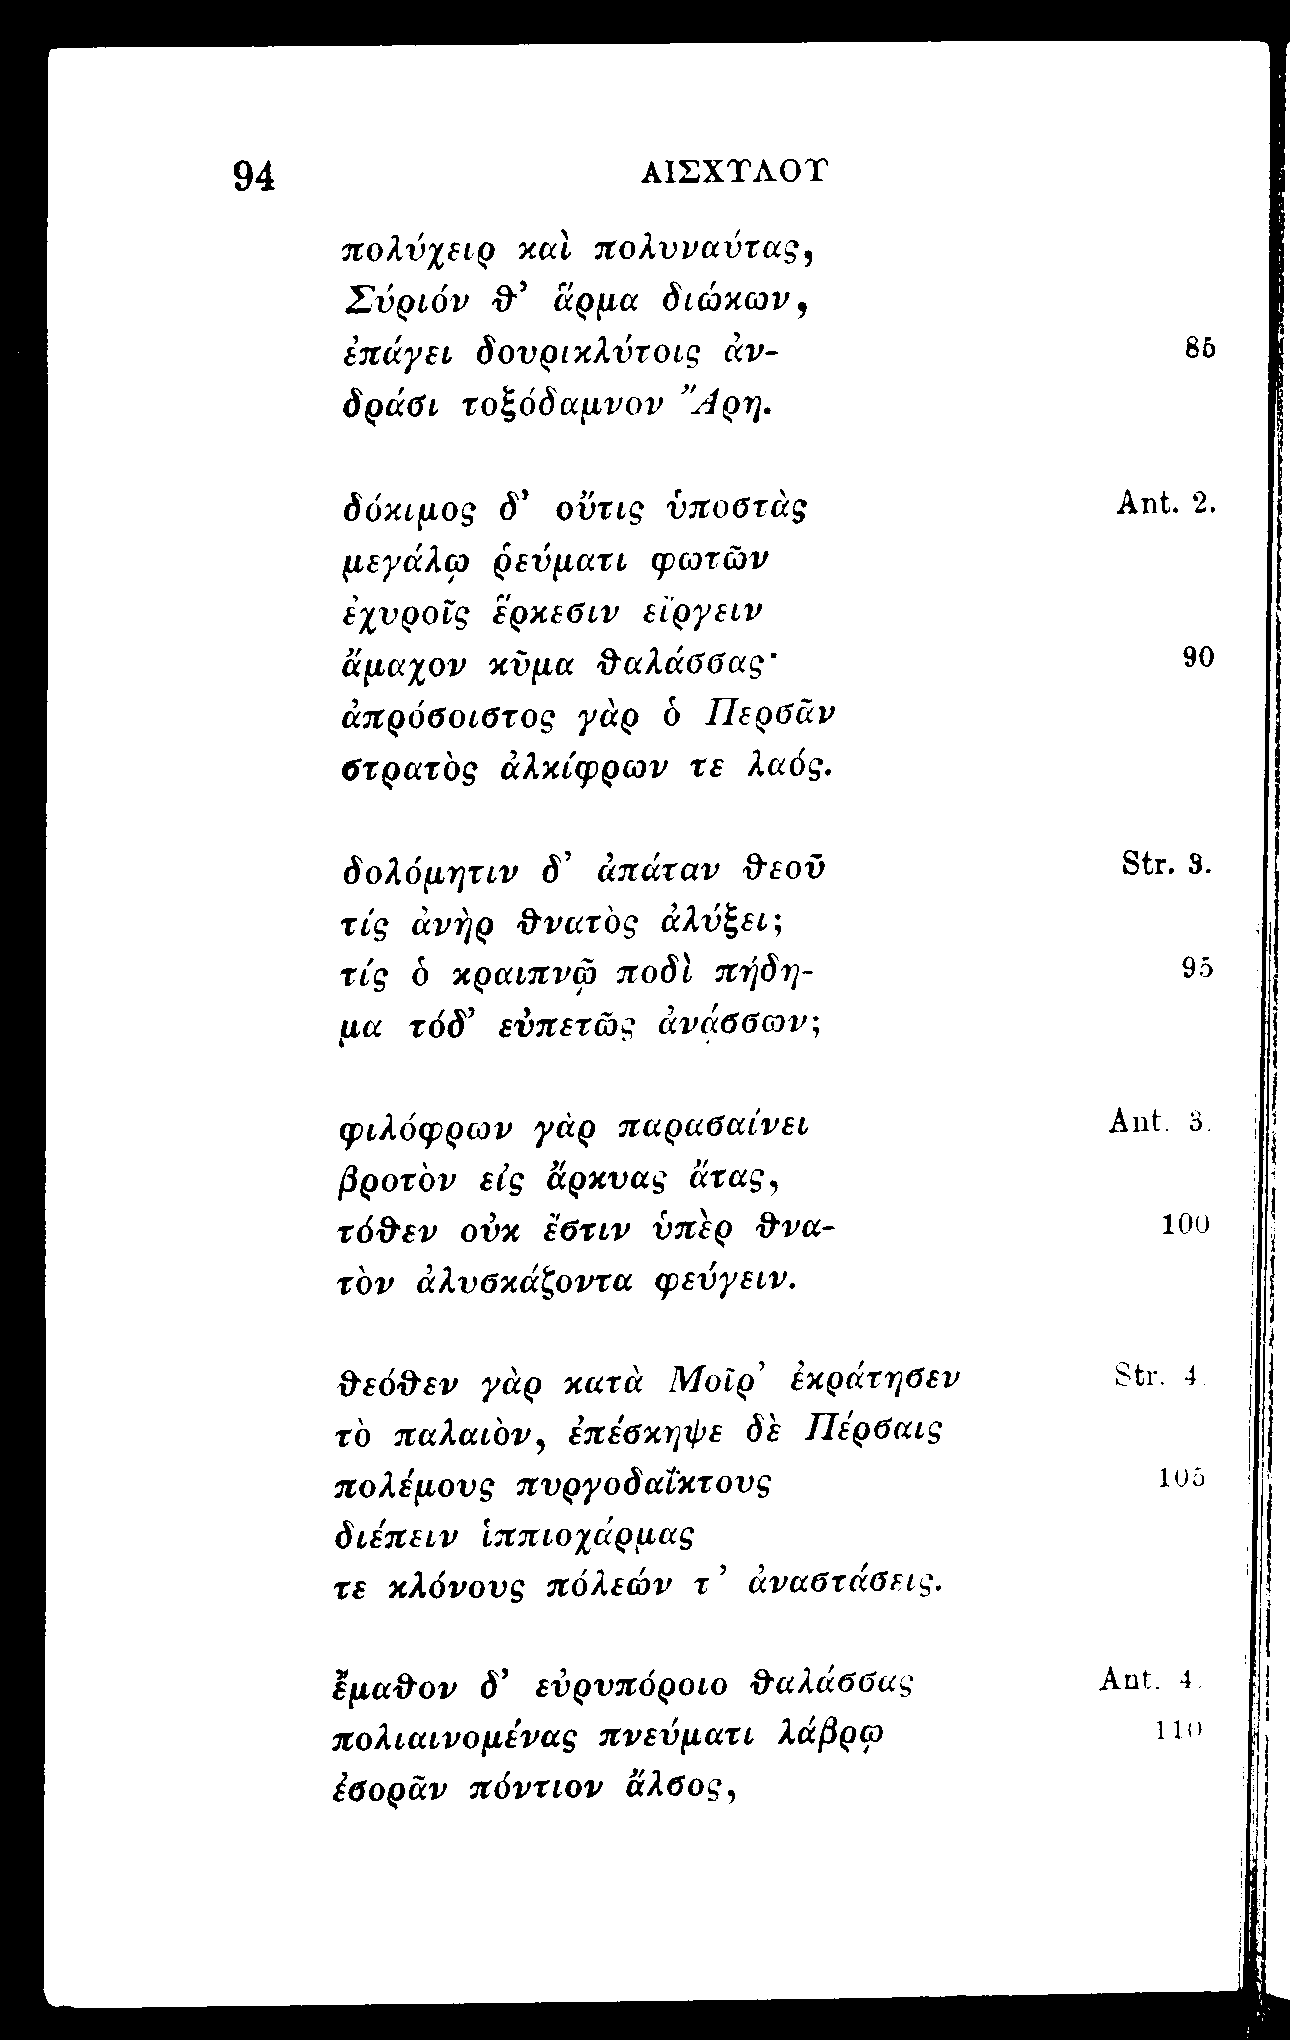 94 ΑΙΣΧΥΛΟΥ
πολύχειρ καὶ πολυναύτας,
Σύριόν θ’ ἅρμα διώκων,
ἐπάγει δουρικλύτοις ἀν- 85
δράσι τοξόδαμνον Ἄρη.
δόκιμος δ’ οὔτις ὑποστὰς Ant. 2.
μεγάλῳ ῥεύματι φωτῶν
ἐχυροῖς ἕρκεσιν εἴργειν
ἄμαχον κῦμα θαλάσσας· 90
ἀπρόσοιστος γὰρ ὁ Περσᾶν
στρατὸς ἀλκίφρων τε λαός.
δολόμητιν δ’ ἀπάταν θεοῦ Str. 3.
τίς ἀνὴρ θνατὸς ἀλύξει;
τίς ὁ κραιπνῷ ποδὶ πήδη- 95
μα τόδ’ εὐπετῶς ἀνᾴσσων;
φιλόφρων γὰρ παρασαίνει Ant. 3.
βροτὸν εἰς ἄρκυας ἄτας,
τόθεν οὐκ ἔστιν ὑπὲρ θνα- 100
τὸν ἀλυσκάζοντα φεύγειν.
θεόθεν γὰρ κατὰ Μοῖρ’ ἐκράτησεν Str. 4.
τὸ παλαιὸν, ἐπέσκηψε δὲ Πέρσαις
πολέμους πυργοδαΐκτους 105
διέπειν ἱππιοχάρμας
τε κλόνους πόλεών τ’ ἀναστάσεις.
ἔμαθον δ’ εὐρυπόροιο θαλάσσας Ant. 4.
πολιαινομένας πνεύματι λάβρῳ 110
ἐσορᾶν πόντιον ἄλσος,